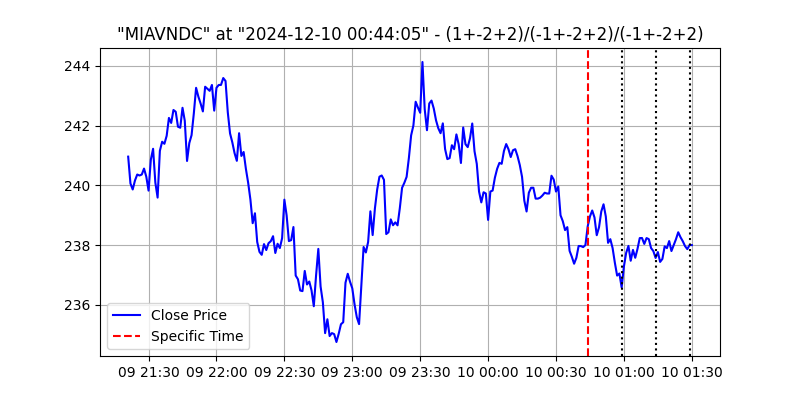 "MIAVNDC" at "2024-12-10 00:44:05" - (1+-2+2)/(-1+-2+2)/(-1+-2+2)
244
242
240
238
236
Close Price
Specific Time
09 21:30 09 22:00 09 22:30 09 23:00 09 23:30 10 00:00 10 00:30 10 01:00 10 01:30